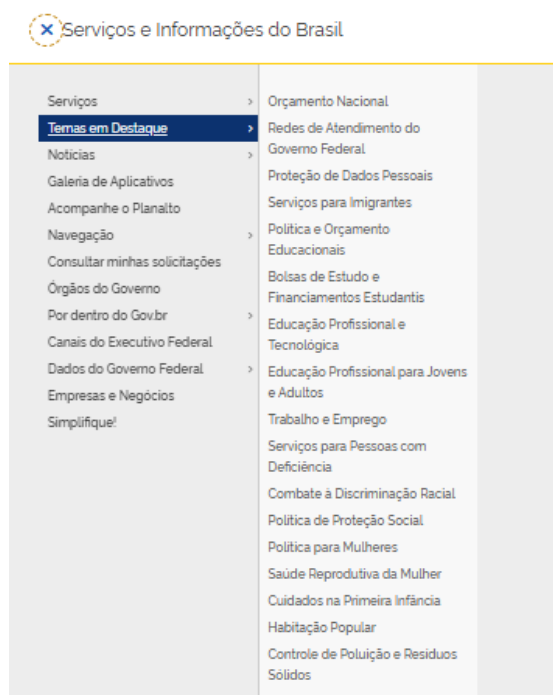 Serviços e Informações do Brasil
Serviços
Temas em Destaque
Notícias
Galeria de Aplicativos
Acompanhe o Planalto
Navegação
Consultar minhas solicitações
Órgãos do Governo
Por dentro do Gov.br
Canais do Executivo Federal
Dados do Governo Federal
Empresas e Negócios
Simplifique!
Orçamento Nacional
Redes de Atendimento do
Governo Federal
Proteção de Dados Pessoais
Serviços para Imigrantes
Política e Orçamento
Educacionais
Bolsas de Estudo e
Financiamentos Estudantis
Educação Profissional e
Tecnológica
Educação Profissional para Jovens
e Adultos
Trabalho e Emprego
Serviços para Pessoas com
Deficiência
Combate à Discriminação Racial
Política de Proteção Social
Política para Mulheres
Saúde Reprodutiva da Mulher
Cuidados na Primeira Infância
Habitação Popular
Controle de Poluição e Resíduos
Sólidos